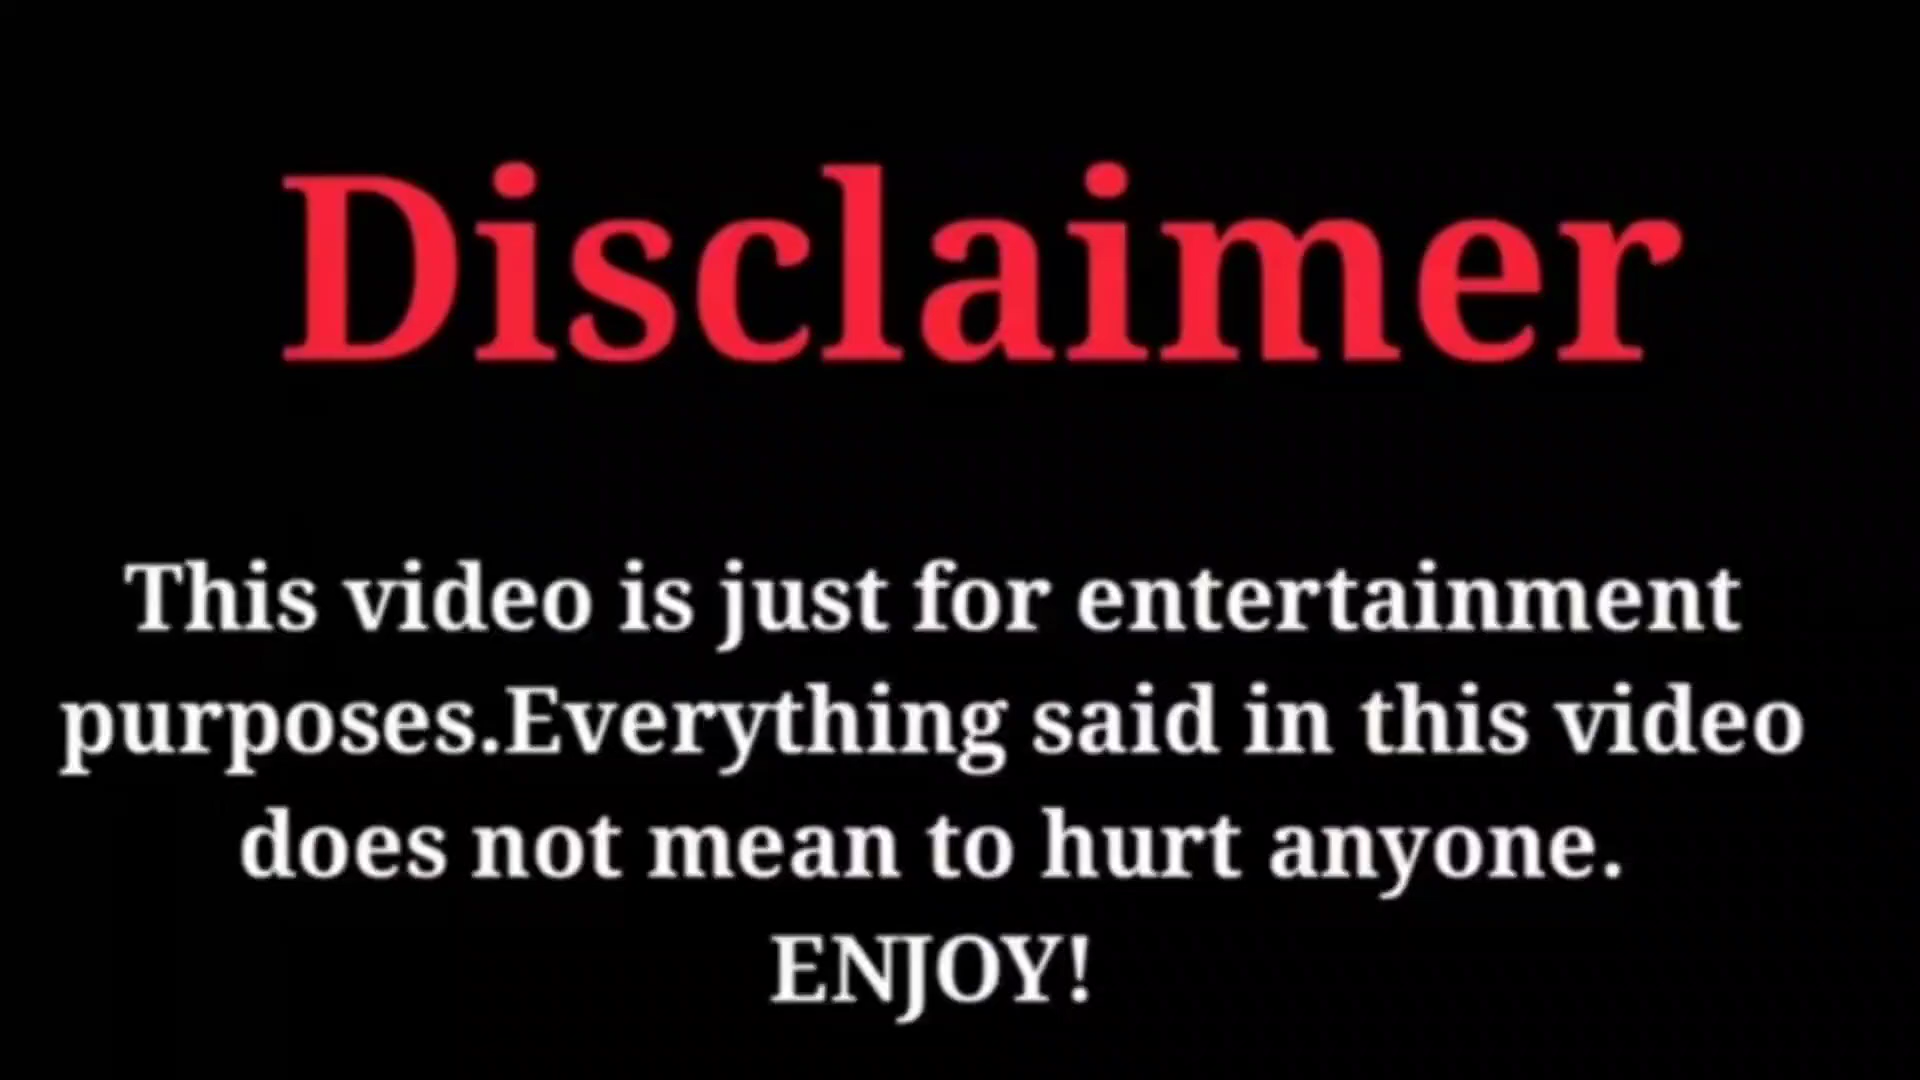 Disclaimer
This video is just for entertainment
purposes.Everything said in this video
does not mean to hurt anyone.
ENJOY!